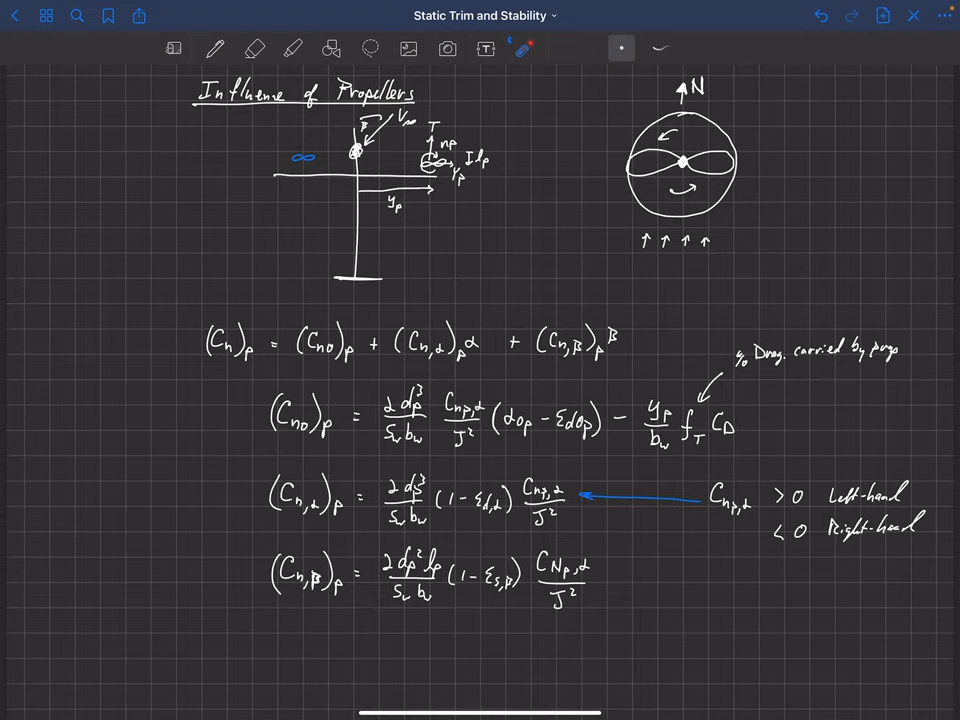 Static Trim and Stability
Influence of Propellers
N
β V∞
T
np
lp
yp
yp
(Cn)p = (Cn0)p + (Cn,α)p α + (Cn,β)p β
% Drag carried by props
(Cn0)p = 2dp³/(Sw bw) Cnp,α/J² (α0p − εd0p) − yp/bw fT CD
(Cn,α)p = 2dp³/(Sw bw) (1 − εd,α) Cnp,α/J² Cnp,α > 0 Left-hand
< 0 Right-hand
(Cn,β)p = 2dp² lp/(Sw bw) (1 − εs,β) CNp,α/J²